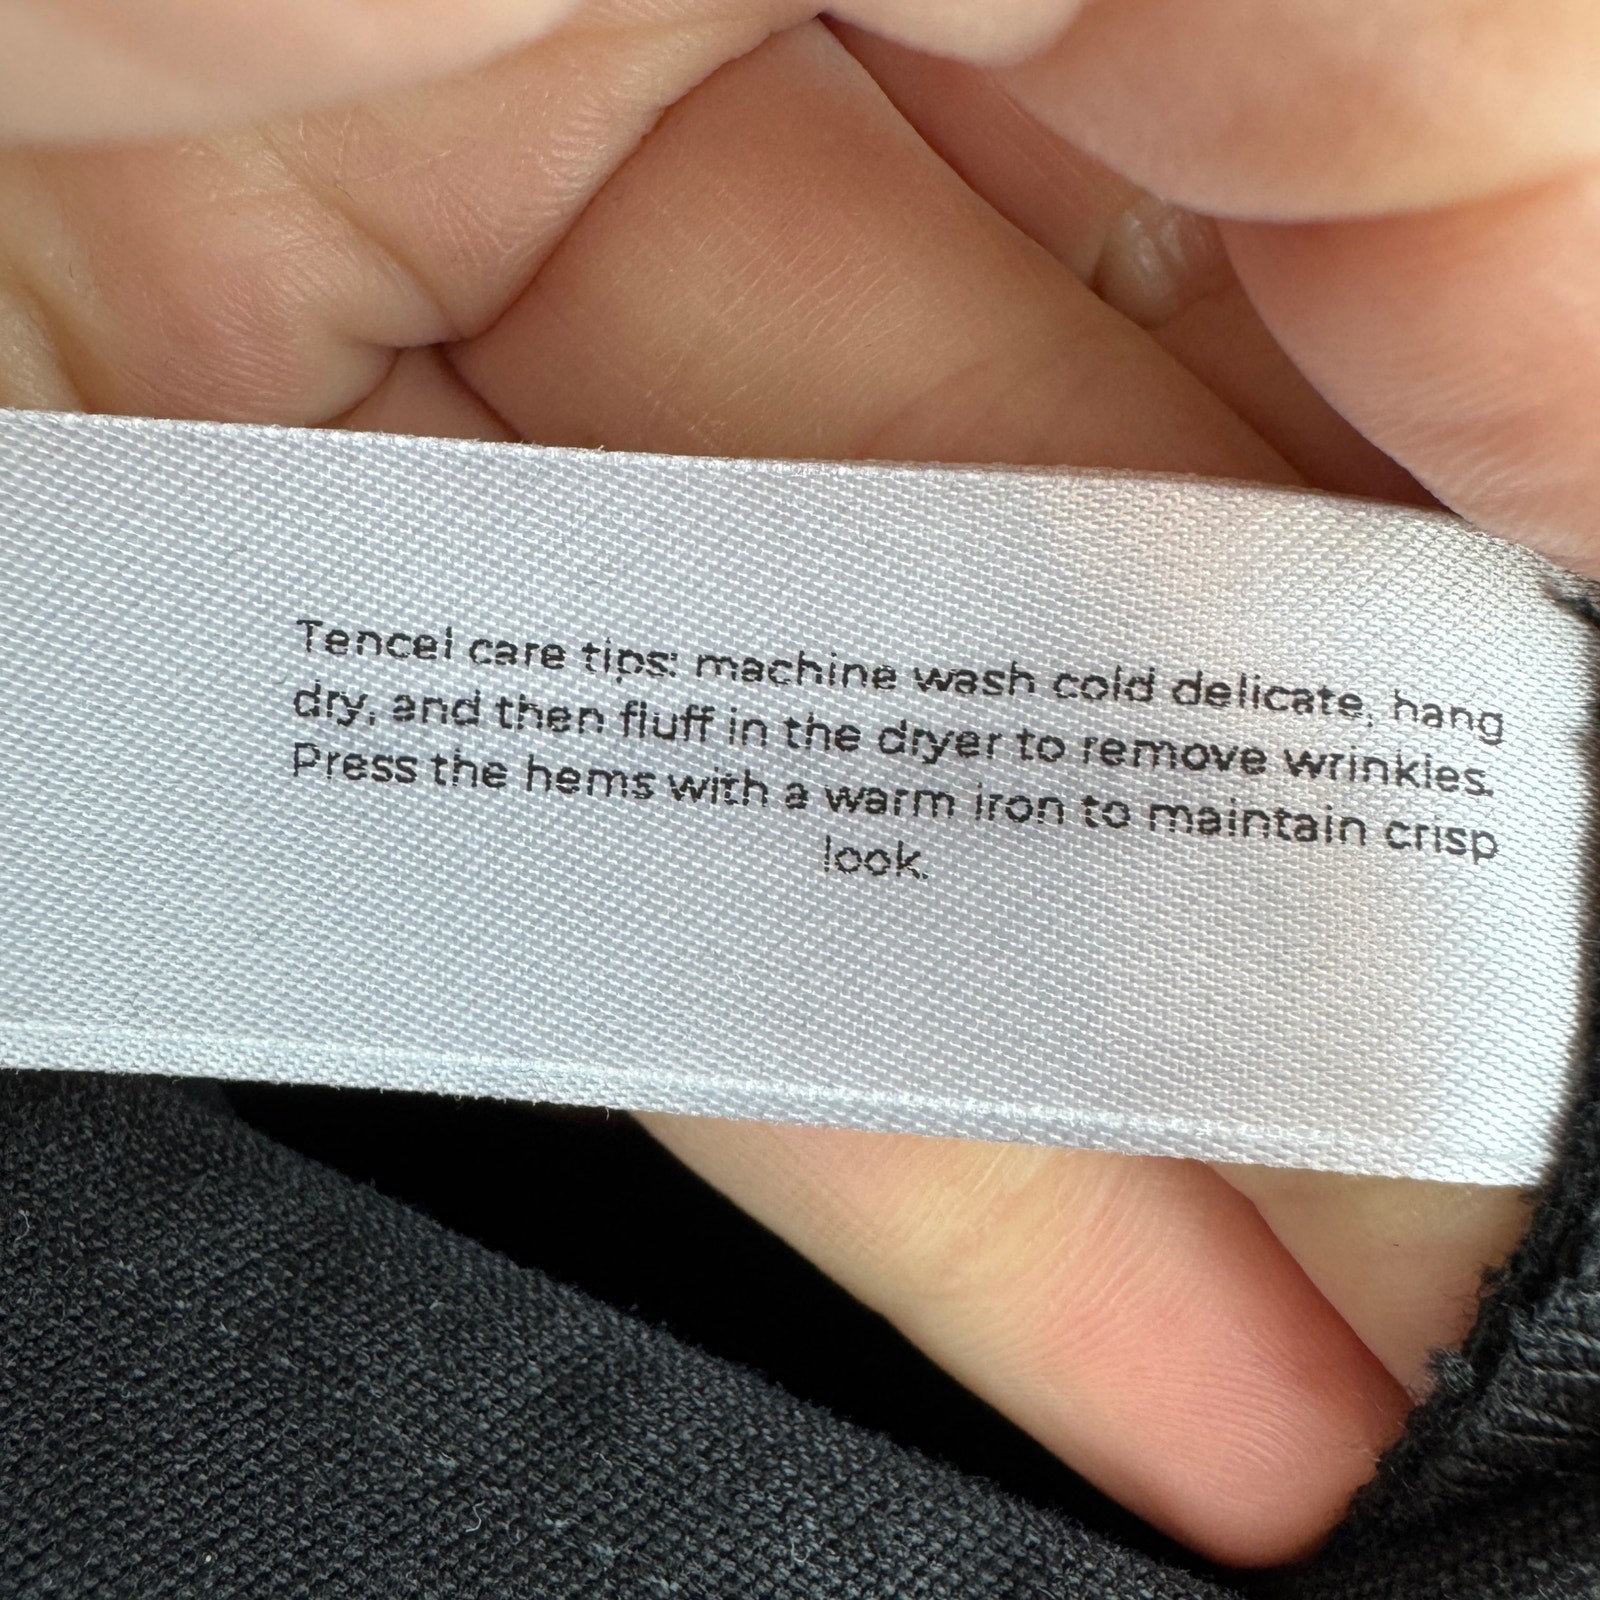 Tencel care tips: machine wash cold delicate, hang
dry, and then fluff in the dryer to remove wrinkles.
Press the hems with a warm iron to maintain crisp
look.